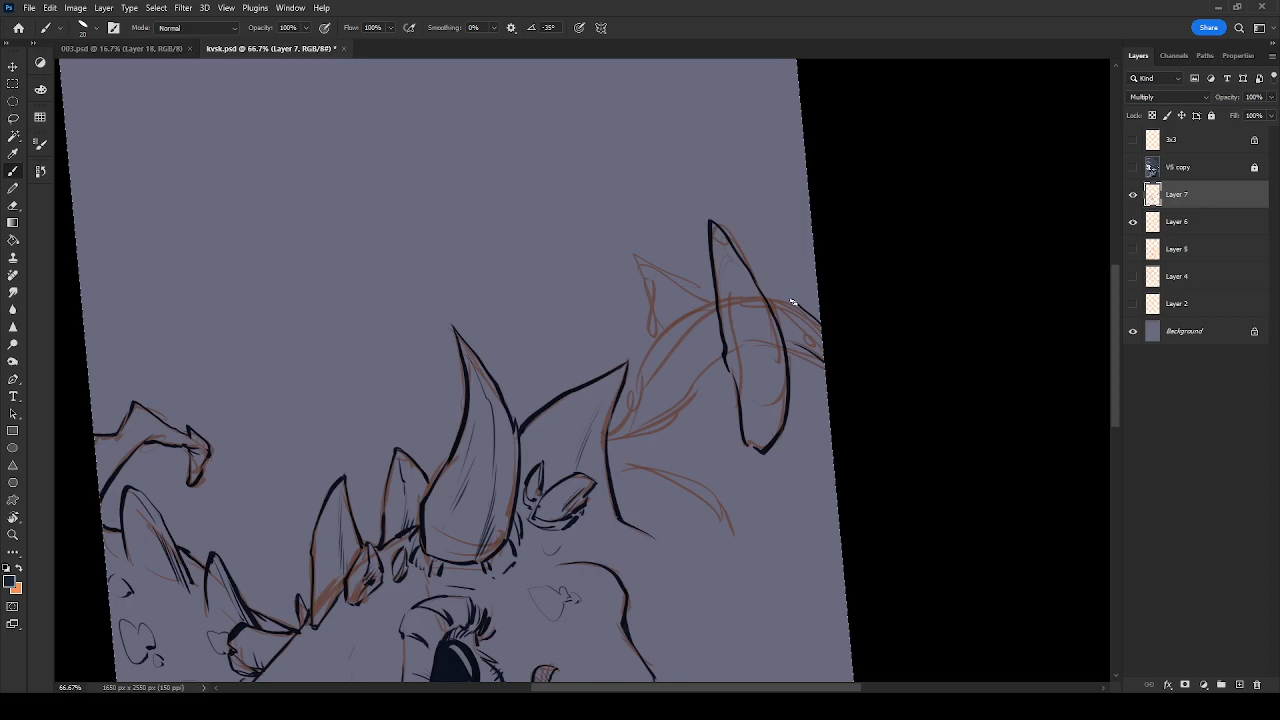 Ps File Edit Image Layer Type Select Filter 3D View Plugins Window Help
20 Mode: Normal Opacity: 100% Flow: 100% Smoothing: 0% -35° Share
003.psd @ 16.7% (Layer 18, RGB/8) × kvsk.psd @ 66.7% (Layer 7, RGB/8#) * ×
Layers Channels Paths Properties
Kind
Multiply Opacity: 100%
Lock: Fill: 100%
3x3
VS copy
Layer 7
Layer 6
Layer 5
Layer 4
Layer 2
Background
66.67% 1650 px x 2550 px (150 ppi)